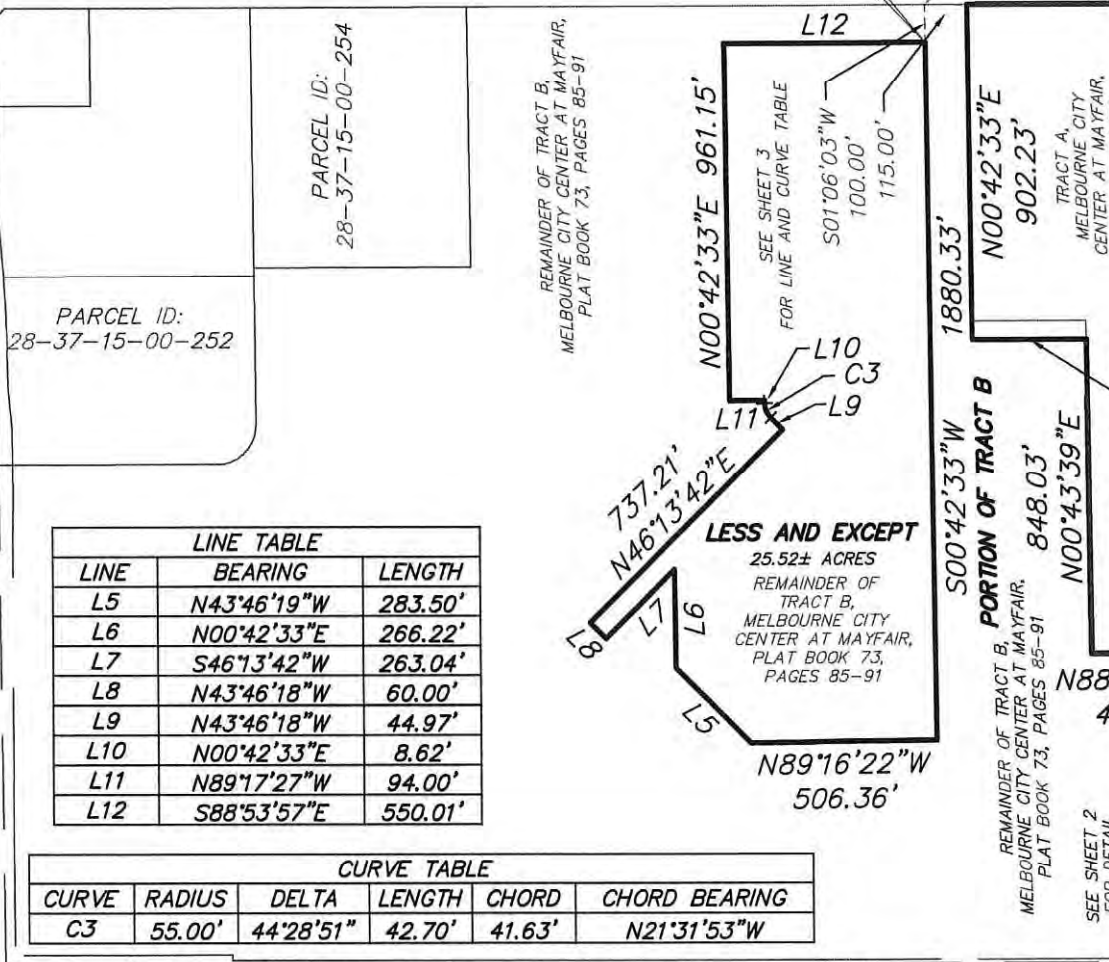 PARCEL ID:
28-37-15-00-254
PARCEL ID:
28-37-15-00-252
REMAINDER OF TRACT B,
MELBOURNE CITY CENTER AT MAYFAIR,
PLAT BOOK 73, PAGES 85-91
L12
N00°42'33"E 961.15'
SEE SHEET 3
FOR LINE AND CURVE TABLE
S01°06'03"W
100.00'
115.00'
N00°42'33"E
902.23'
TRACT A,
MELBOURNE CITY
CENTER AT MAYFAIR,
1880.33'
S00°42'33"W
L10
C3
L9
L11
737.21'
N46°13'42"E
LESS AND EXCEPT
25.52± ACRES
REMAINDER OF
TRACT B,
MELBOURNE CITY
CENTER AT MAYFAIR,
PLAT BOOK 73,
PAGES 85-91
L8
L7
L6
L5
N89°16'22"W
506.36'
PORTION OF TRACT B
REMAINDER OF TRACT B,
MELBOURNE CITY CENTER AT MAYFAIR,
PLAT BOOK 73, PAGES 85-91
848.03'
N00°43'39"E
N88
4
SEE SHEET 2
FOR DETAIL
LINE TABLE
LINE BEARING LENGTH
L5 N43°46'19"W 283.50'
L6 N00°42'33"E 266.22'
L7 S46°13'42"W 263.04'
L8 N43°46'18"W 60.00'
L9 N43°46'18"W 44.97'
L10 N00°42'33"E 8.62'
L11 N89°17'27"W 94.00'
L12 S88°53'57"E 550.01'
CURVE TABLE
CURVE RADIUS DELTA LENGTH CHORD CHORD BEARING
C3 55.00' 44°28'51" 42.70' 41.63' N21°31'53"W